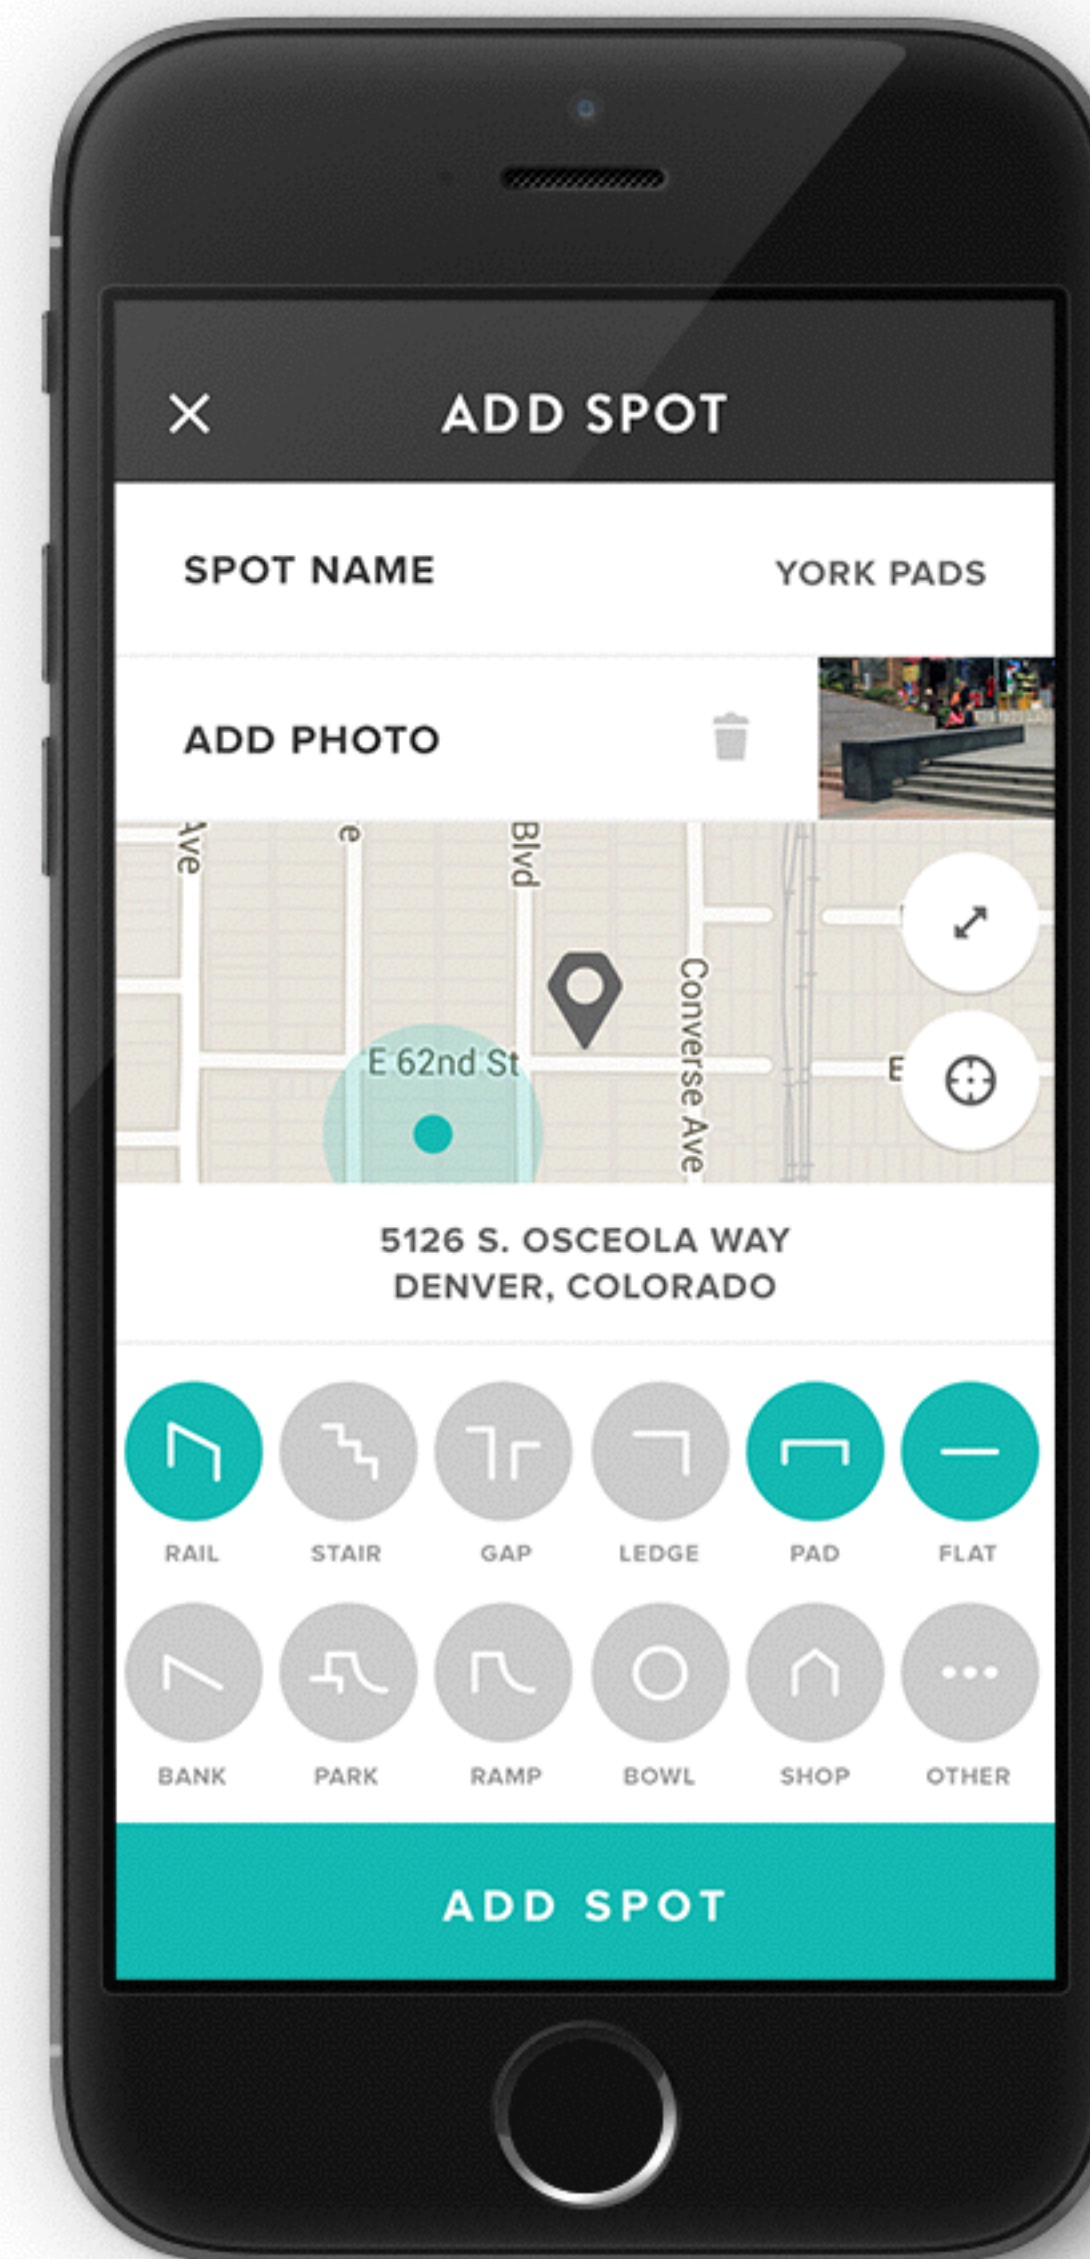 ADD SPOT
SPOT NAME
YORK PADS
ADD PHOTO
Ave
e
Blvd
Converse Ave
E 62nd St
E
5126 S. OSCEOLA WAY
DENVER, COLORADO
RAIL STAIR GAP LEDGE PAD FLAT
BANK PARK RAMP BOWL SHOP OTHER
ADD SPOT